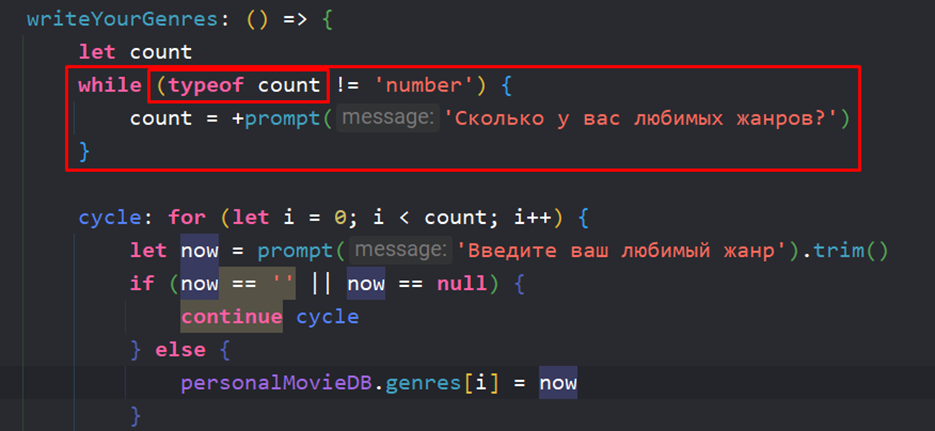 writeYourGenres: () => {
let count
while (typeof count != 'number') {
count = +prompt( message: 'Сколько у вас любимых жанров?')
}
cycle: for (let i = 0; i < count; i++) {
let now = prompt( message: 'Введите ваш любимый жанр').trim()
if (now == '' || now == null) {
continue cycle
} else {
personalMovieDB.genres[i] = now
}